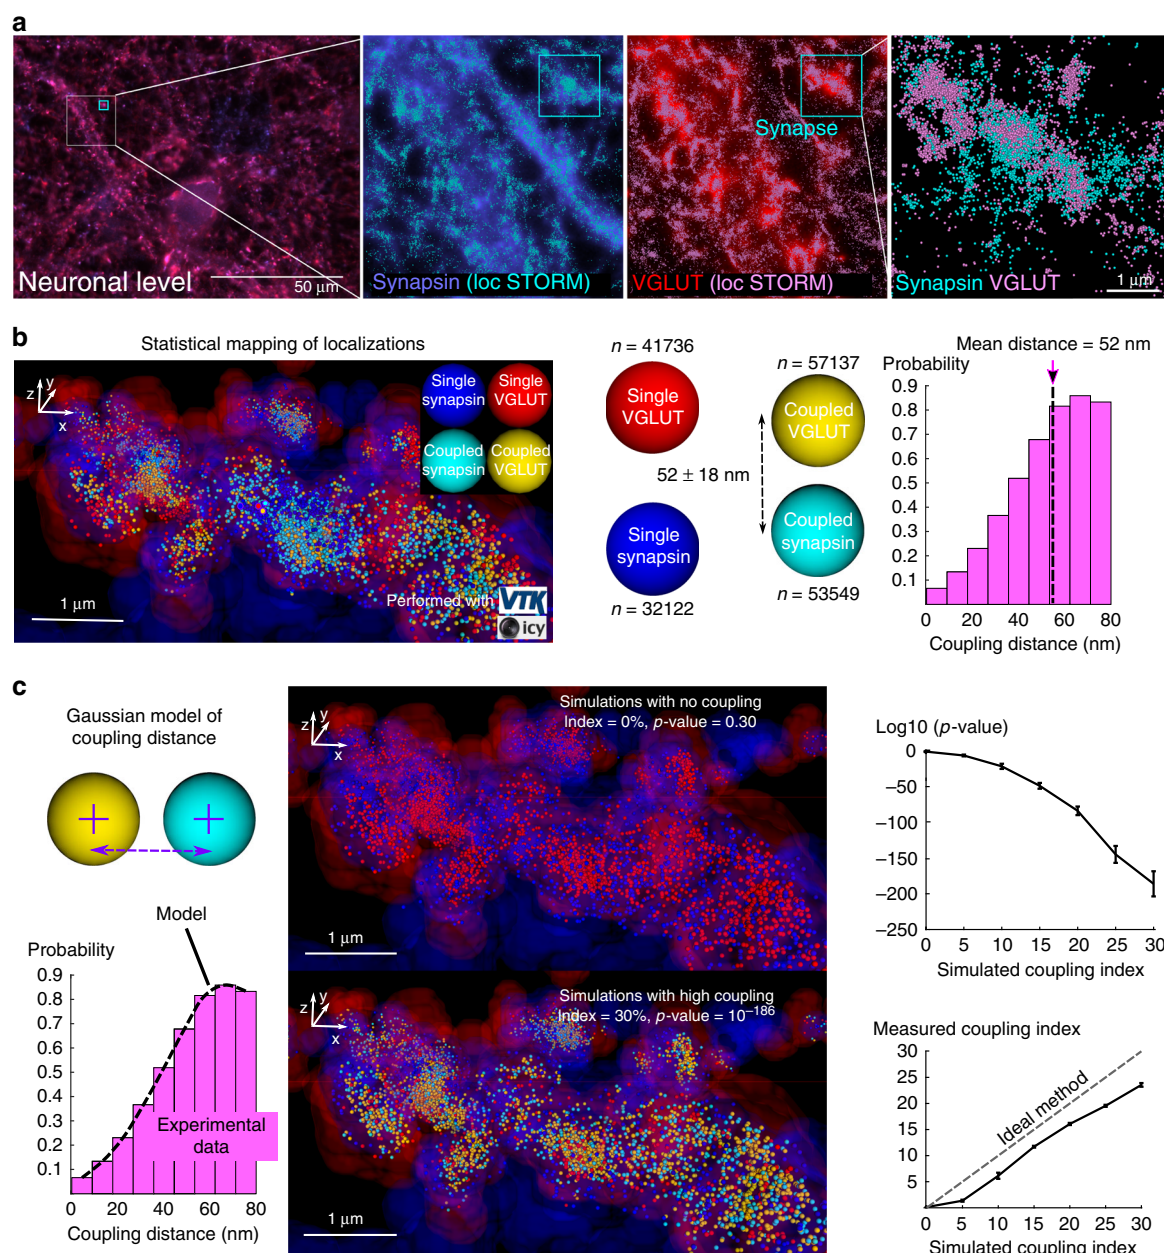 a
Neuronal level
50 μm
Synapsin (loc STORM)
Synapse
VGLUT (loc STORM)
1 μm
Synapsin VGLUT
b
Statistical mapping of localizations
z
y
x
Single synapsin
Single VGLUT
Coupled synapsin
Coupled VGLUT
1 μm
Performed with VTK
icy
n = 41736
Single VGLUT
n = 57137
Coupled VGLUT
52 ± 18 nm
Single synapsin
n = 32122
Coupled synapsin
n = 53549
Mean distance = 52 nm
Probability
0.9
0.8
0.7
0.6
0.5
0.4
0.3
0.2
0.1
0 20 40 60 80
Coupling distance (nm)
c
Gaussian model of
coupling distance
Model
Probability
0.9
0.8
0.7
0.6
0.5
0.4
0.3
0.2
0.1
Experimental
data
0 20 40 60 80
Coupling distance (nm)
Simulations with no coupling
Index = 0%, p-value = 0.30
z
y
x
1 μm
Simulations with high coupling
Index = 30%, p-value = 10⁻¹⁸⁶
z
y
x
1 μm
Log10 (p-value)
0
−50
−100
−150
−200
−250
0 5 10 15 20 25 30
Simulated coupling index
Measured coupling index
30
25
20
15
10
5
Ideal method
0 5 10 15 20 25 30
Simulated coupling index